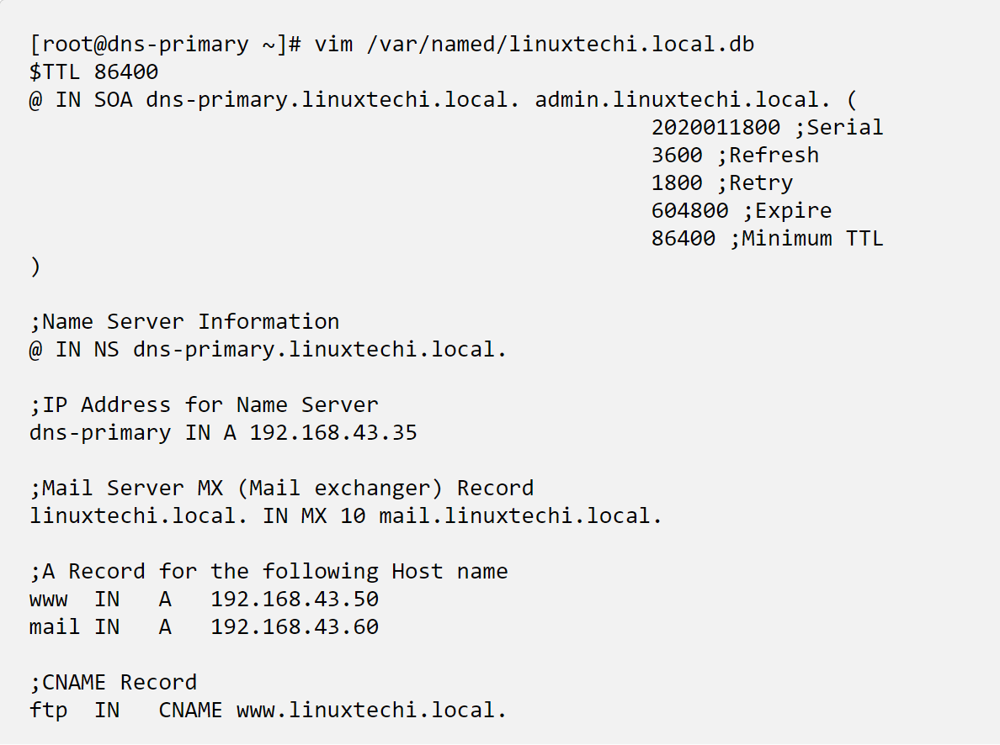 [root@dns-primary ~]# vim /var/named/linuxtechi.local.db
$TTL 86400
@ IN SOA dns-primary.linuxtechi.local. admin.linuxtechi.local. (
2020011800 ;Serial
3600 ;Refresh
1800 ;Retry
604800 ;Expire
86400 ;Minimum TTL
)
;Name Server Information
@ IN NS dns-primary.linuxtechi.local.
;IP Address for Name Server
dns-primary IN A 192.168.43.35
;Mail Server MX (Mail exchanger) Record
linuxtechi.local. IN MX 10 mail.linuxtechi.local.
;A Record for the following Host name
www  IN   A   192.168.43.50
mail IN   A   192.168.43.60
;CNAME Record
ftp  IN   CNAME www.linuxtechi.local.